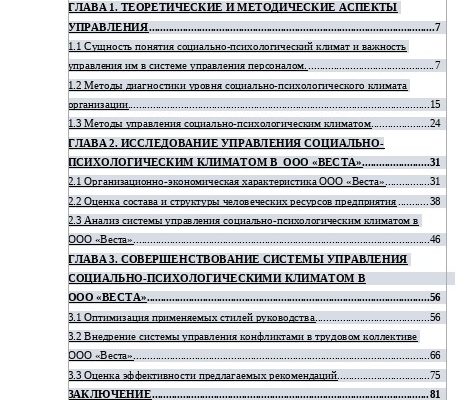 ГЛАВА 1. ТЕОРЕТИЧЕСКИЕ И МЕТОДИЧЕСКИЕ АСПЕКТЫ
УПРАВЛЕНИЯ.......................................................................................................7
1.1 Сущность понятия социально-психологический климат и важность
управления им в системе управления персоналом.............................................7
1.2 Методы диагностики уровня социально-психологического климата
организации.......................................................................................................15
1.3 Методы управления социально-психологическим климатом.......................24
ГЛАВА 2. ИССЛЕДОВАНИЕ УПРАВЛЕНИЯ СОЦИАЛЬНО-
ПСИХОЛОГИЧЕСКИМ КЛИМАТОМ В ООО «ВЕСТА»........................31
2.1 Организационно-экономическая характеристика ООО «Веста»..................31
2.2 Оценка состава и структуры человеческих ресурсов предприятия ..............38
2.3 Анализ системы управления социально-психологическим климатом в
ООО «Веста»......................................................................................................46
ГЛАВА 3. СОВЕРШЕНСТВОВАНИЕ СИСТЕМЫ УПРАВЛЕНИЯ
СОЦИАЛЬНО-ПСИХОЛОГИЧЕСКИМИ КЛИМАТОМ В
ООО «ВЕСТА»..................................................................................................56
3.1 Оптимизация применяемых стилей руководства..........................................56
3.2 Внедрение системы управления конфликтами в трудовом коллективе
ООО «Веста»......................................................................................................66
3.3 Оценка эффективности предлагаемых рекомендаций..................................75
ЗАКЛЮЧЕНИЕ.................................................................................................81